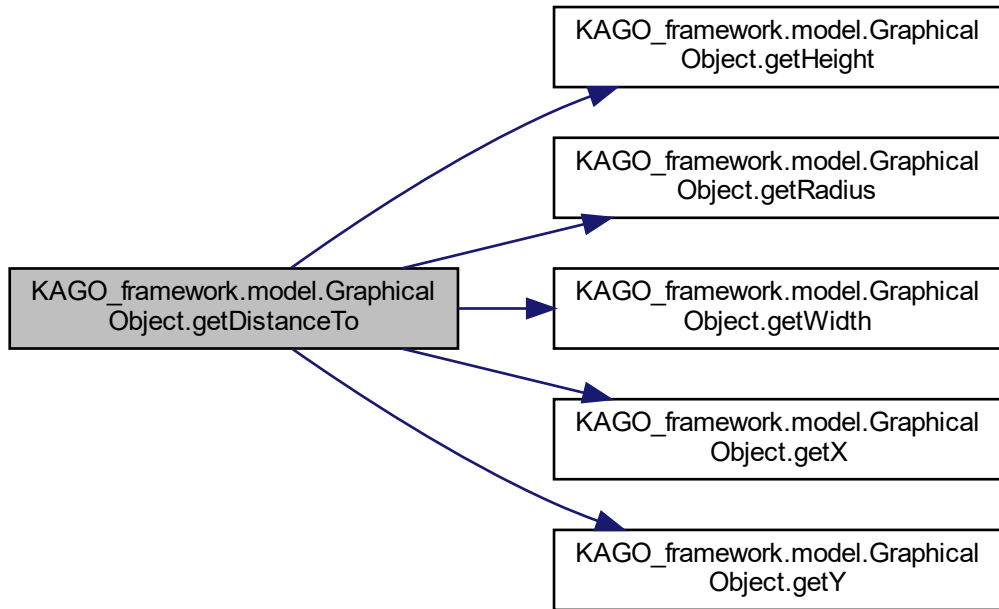 KAGO_framework.model.Graphical
Object.getHeight
KAGO_framework.model.Graphical
Object.getRadius
KAGO_framework.model.Graphical
Object.getDistanceTo
KAGO_framework.model.Graphical
Object.getWidth
KAGO_framework.model.Graphical
Object.getX
KAGO_framework.model.Graphical
Object.getY